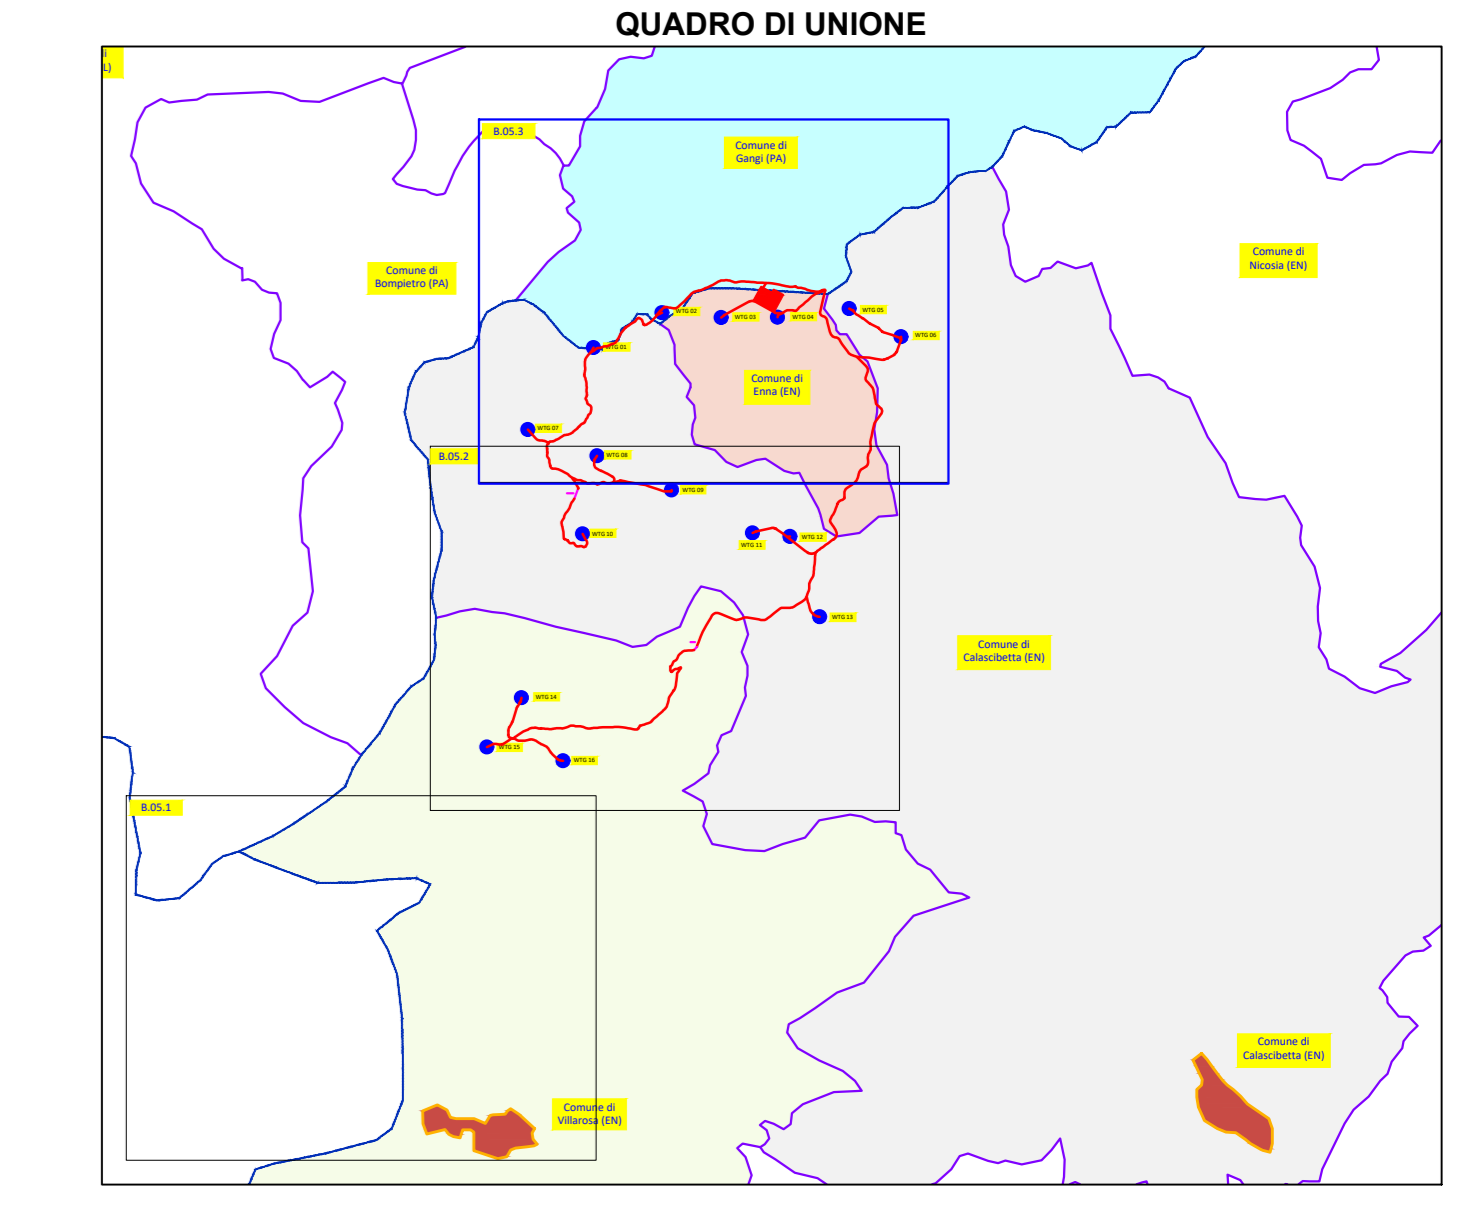 QUADRO DI UNIONE
i
L)
B.05.3
Comune di
Gangi (PA)
Comune di
Nicosia (EN)
Comune di
Bompietro (PA)
WTG 02
WTG 03
WTG 04
WTG 05
WTG 06
WTG 01
Comune di
Enna (EN)
WTG 07
B.05.2
WTG 08
WTG 09
WTG 10
WTG 11
WTG 12
WTG 13
Comune di
Calascibetta (EN)
WTG 14
WTG 15
WTG 16
B.05.1
Comune di
Calascibetta (EN)
Comune di
Villarosa (EN)